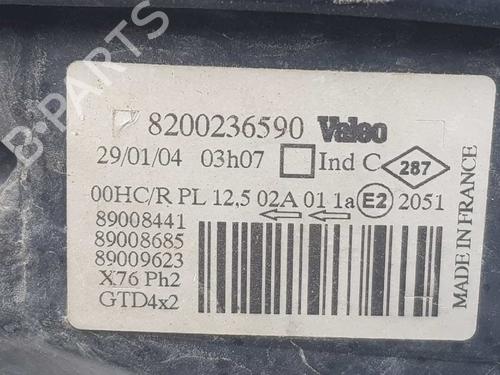 B-PARTS
8200236590 Valeo
29/01/04 03h07 Ind C 287
00HC/R PL 12,5 02A 01 1a E2 2051
89008441
89008685
89009623
X76 Ph2
GTD4x2
MADE IN FRANCE